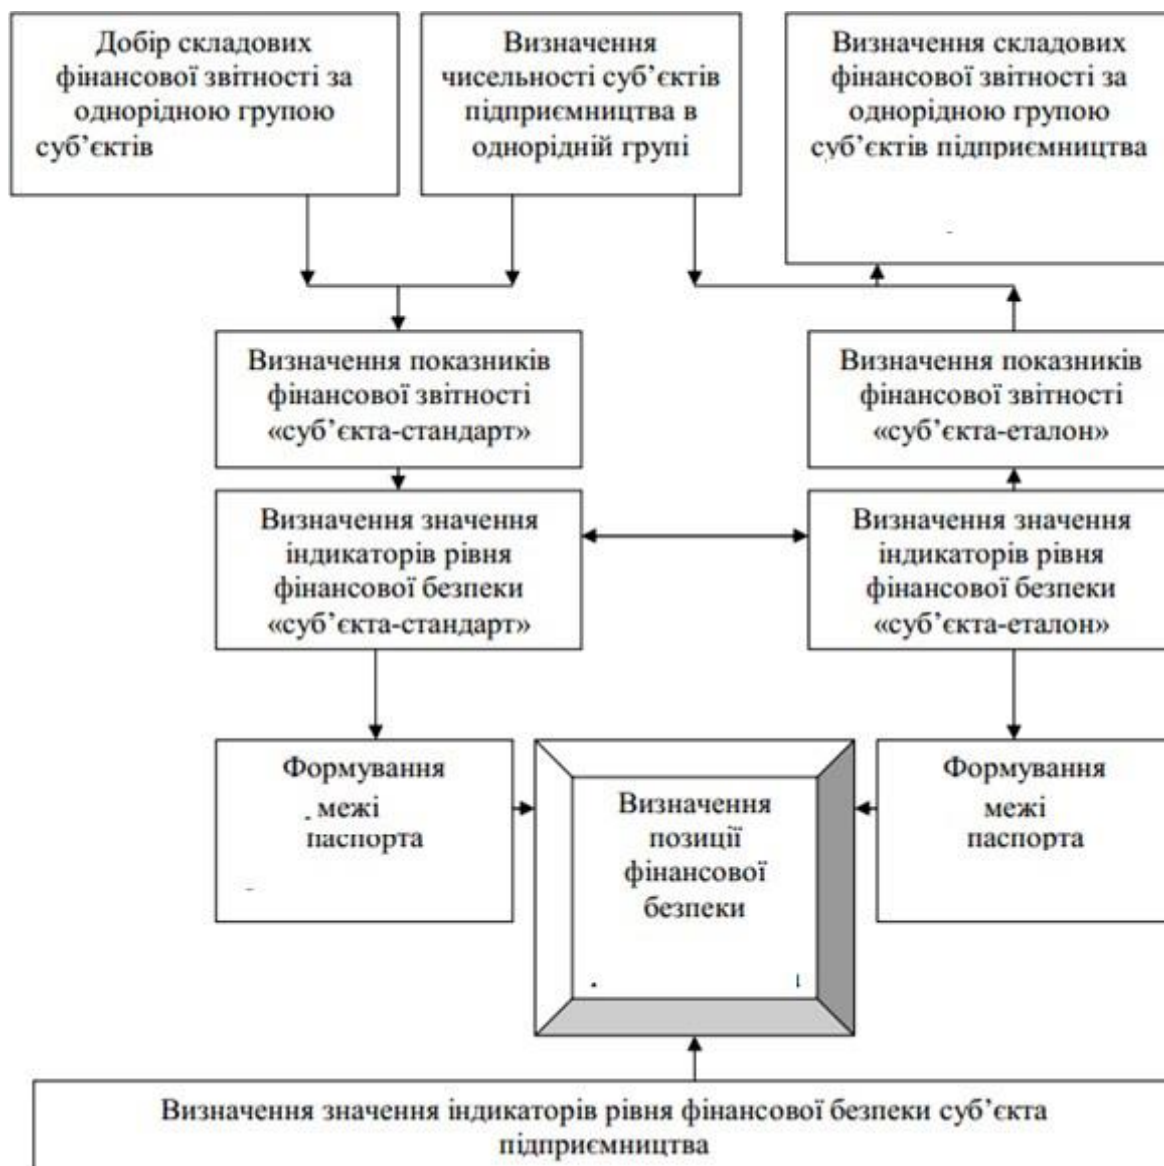 Добір складових
фінансової звітності за
однорідною групою
суб’єктів
Визначення
чисельності суб’єктів
підприємництва в
однорідній групі
Визначення складових
фінансової звітності за
однорідною групою
суб’єктів підприємництва
Визначення показників
фінансової звітності
«суб’єкта-стандарт»
Визначення показників
фінансової звітності
«суб’єкта-еталон»
Визначення значення
індикаторів рівня
фінансової безпеки
«суб’єкта-стандарт»
Визначення значення
індикаторів рівня
фінансової безпеки
«суб’єкта-еталон»
Формування
межі
паспорта
Визначення
позиції
фінансової
безпеки
Формування
межі
паспорта
Визначення значення індикаторів рівня фінансової безпеки суб’єкта
підприємництва